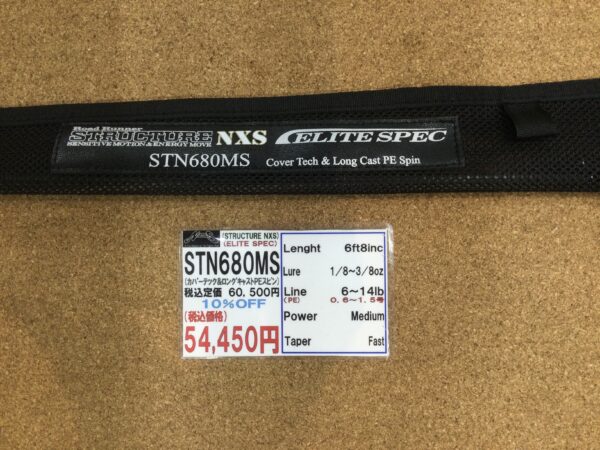 Road Runner
STRUCTURE NXS ELITE SPEC
SENSITIVE MOTION & ENERGY MOVE
STN680MS Cover Tech & Long Cast PE Spin
(STRUCTURE NXS)
(ELITE SPEC)
STN680MS
(カバーテック&ロングキャストPEスピン)
税込定価 60,500円
10%OFF
(税込価格)
54,450円
Lenght 6ft8inc
Lure 1/8~3/8oz
Line 6~14lb
(PE) 0.6~1.5号
Power Medium
Taper Fast